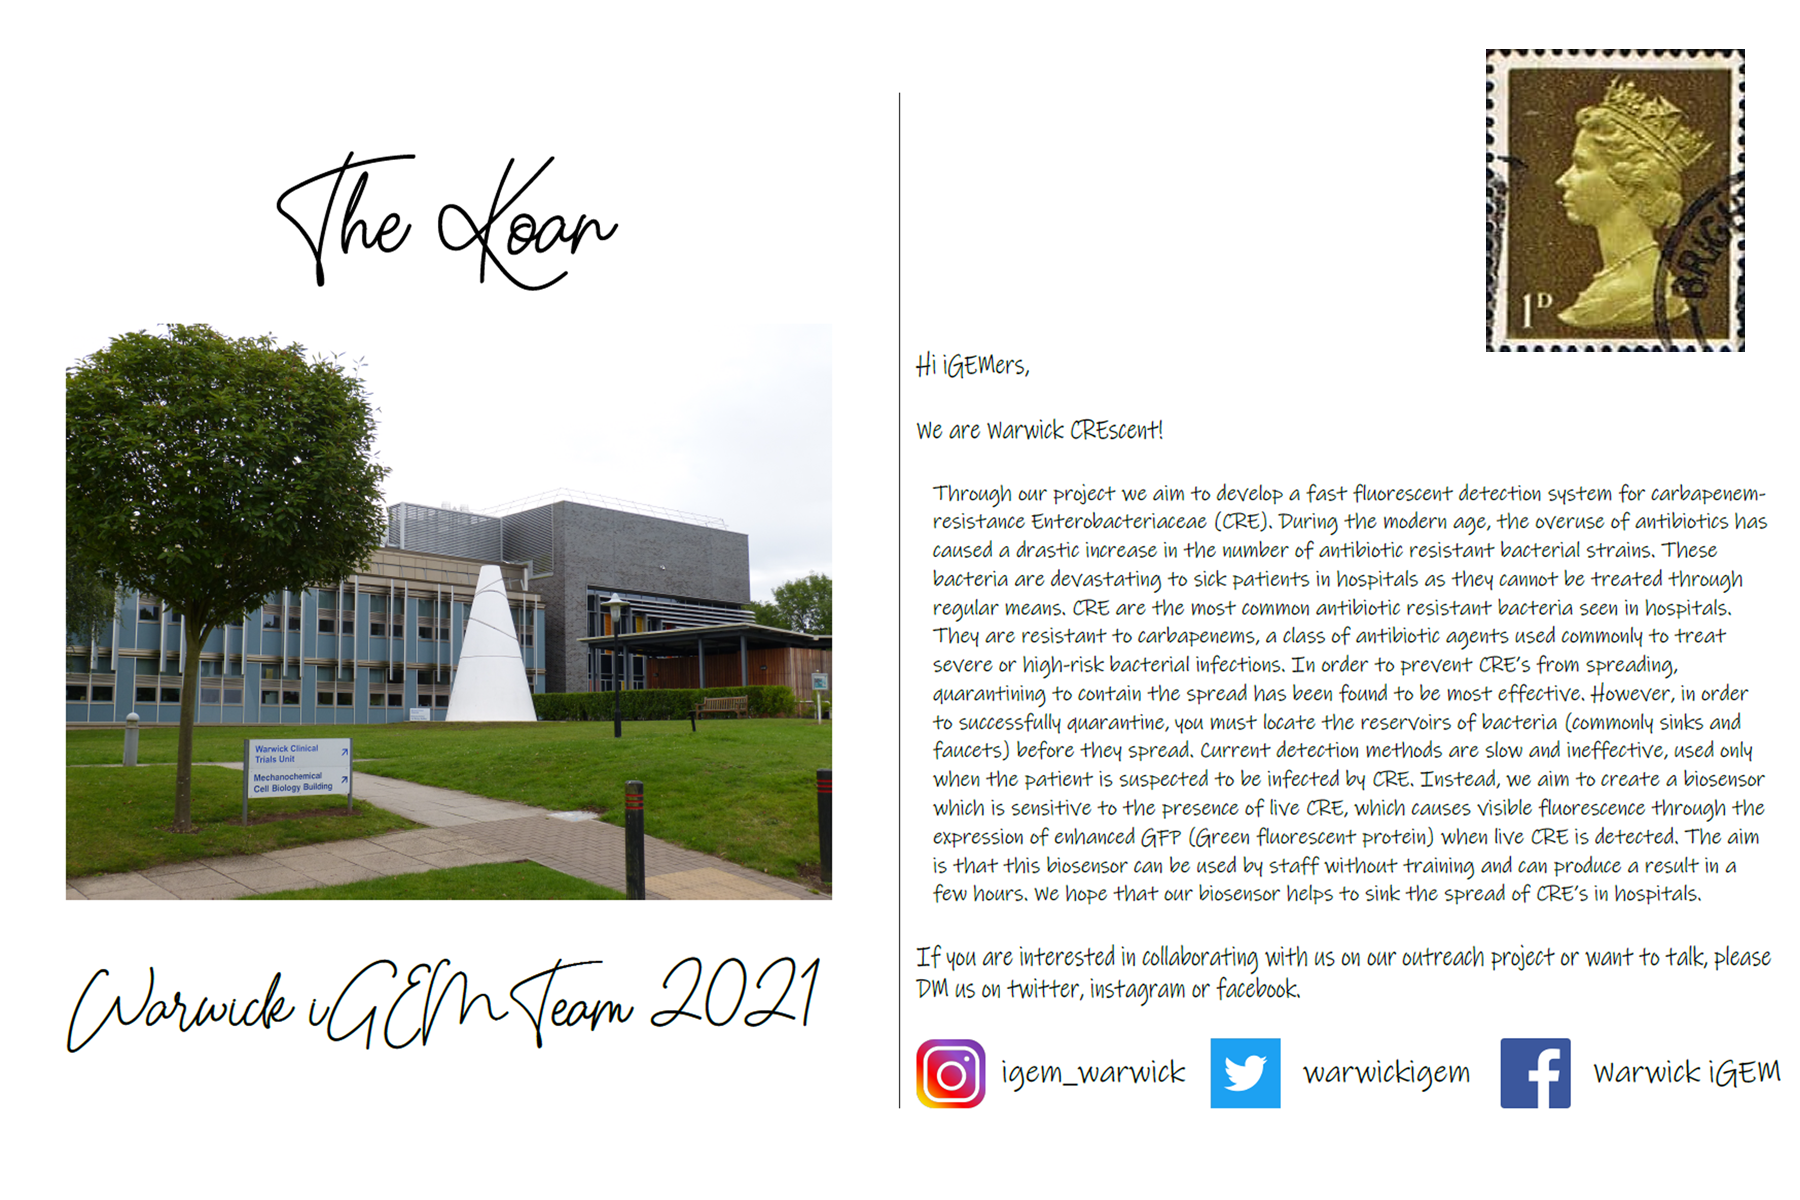 The Koan
Warwick Clinical
Trials Unit
Mechanochemical
Cell Biology Building
Warwick iGEM Team 2021
1D
Hi iGEMers,
We are Warwick CREscent!
Through our project we aim to develop a fast fluorescent detection system for carbapenem-
resistance Enterobacteriaceae (CRE). During the modern age, the overuse of antibiotics has
caused a drastic increase in the number of antibiotic resistant bacterial strains. These
bacteria are devastating to sick patients in hospitals as they cannot be treated through
regular means. CRE are the most common antibiotic resistant bacteria seen in hospitals.
They are resistant to carbapenems, a class of antibiotic agents used commonly to treat
severe or high-risk bacterial infections. In order to prevent CRE's from spreading,
quarantining to contain the spread has been found to be most effective. However, in order
to successfully quarantine, you must locate the reservoirs of bacteria (commonly sinks and
faucets) before they spread. Current detection methods are slow and ineffective, used only
when the patient is suspected to be infected by CRE. Instead, we aim to create a biosensor
which is sensitive to the presence of live CRE, which causes visible fluorescence through the
expression of enhanced GFP (Green fluorescent protein) when live CRE is detected. The aim
is that this biosensor can be used by staff without training and can produce a result in a
few hours. We hope that our biosensor helps to sink the spread of CRE's in hospitals.
If you are interested in collaborating with us on our outreach project or want to talk, please
DM us on twitter, instagram or facebook.
igem_warwick warwickigem Warwick iGEM